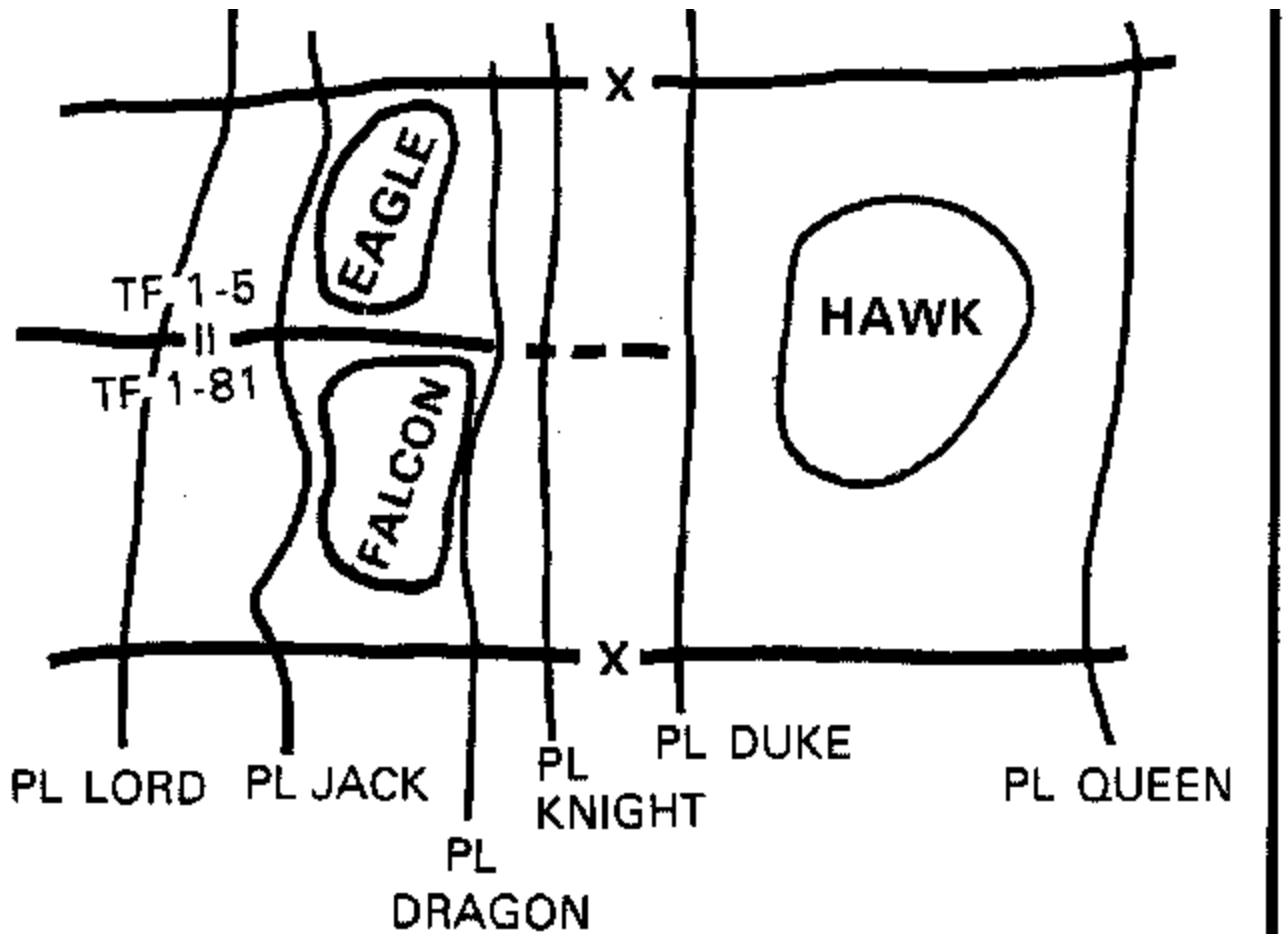 X
EAGLE
HAWK
TF 1-5
II
TF 1-81
FALCON
X
PL LORD
PL JACK
PL
KNIGHT
PL DUKE
PL QUEEN
PL
DRAGON